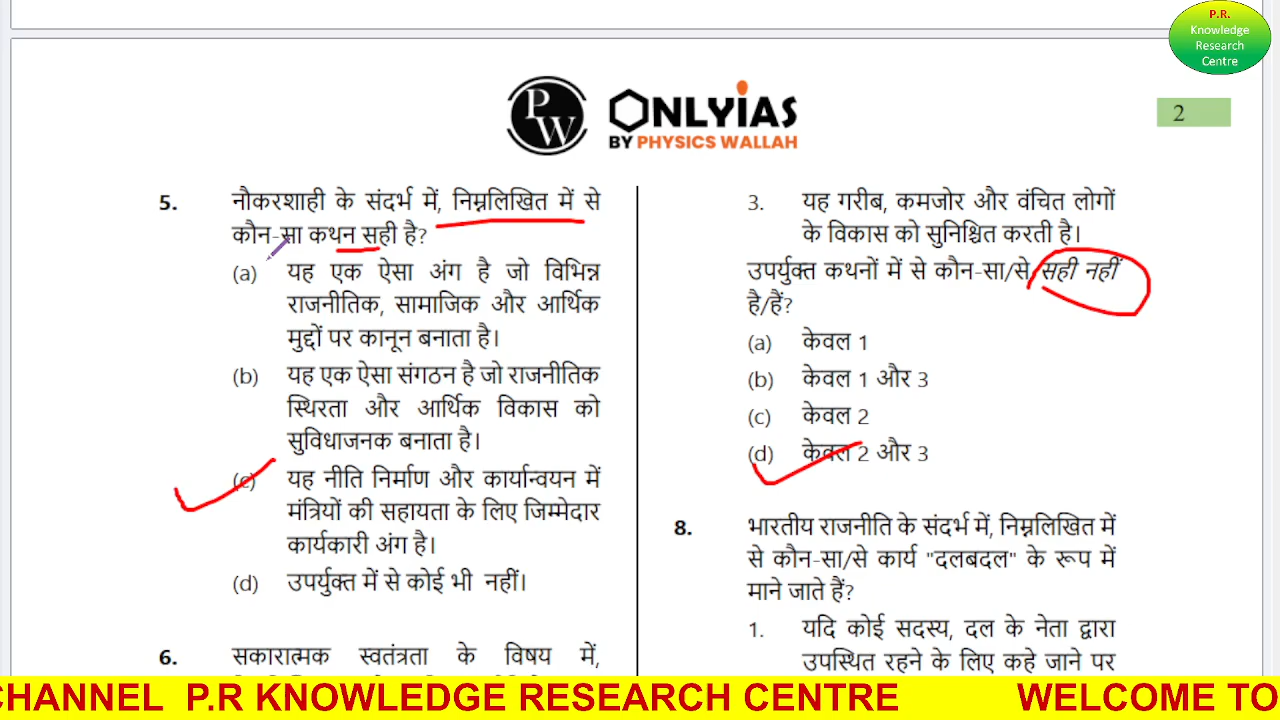 P.R.
Knowledge
Research
Centre
PW
ONLYIAS
BY PHYSICS WALLAH
2
5. नौकरशाही के संदर्भ में, निम्नलिखित में से
कौन-सा कथन सही है?
(a) यह एक ऐसा अंग है जो विभिन्न
राजनीतिक, सामाजिक और आर्थिक
मुद्दों पर कानून बनाता है।
(b) यह एक ऐसा संगठन है जो राजनीतिक
स्थिरता और आर्थिक विकास को
सुविधाजनक बनाता है।
(c) यह नीति निर्माण और कार्यान्वयन में
मंत्रियों की सहायता के लिए जिम्मेदार
कार्यकारी अंग है।
(d) उपर्युक्त में से कोई भी नहीं।
6. सकारात्मक स्वतंत्रता के विषय में,
3. यह गरीब, कमजोर और वंचित लोगों
के विकास को सुनिश्चित करती है।
उपर्युक्त कथनों में से कौन-सा/से सही नहीं
है/हैं?
(a) केवल 1
(b) केवल 1 और 3
(c) केवल 2
(d) केवल 2 और 3
8. भारतीय राजनीति के संदर्भ में, निम्नलिखित में
से कौन-सा/से कार्य "दलबदल" के रूप में
माने जाते हैं?
1. यदि कोई सदस्य, दल के नेता द्वारा
उपस्थित रहने के लिए कहे जाने पर
CHANNEL P.R KNOWLEDGE RESEARCH CENTRE WELCOME TO